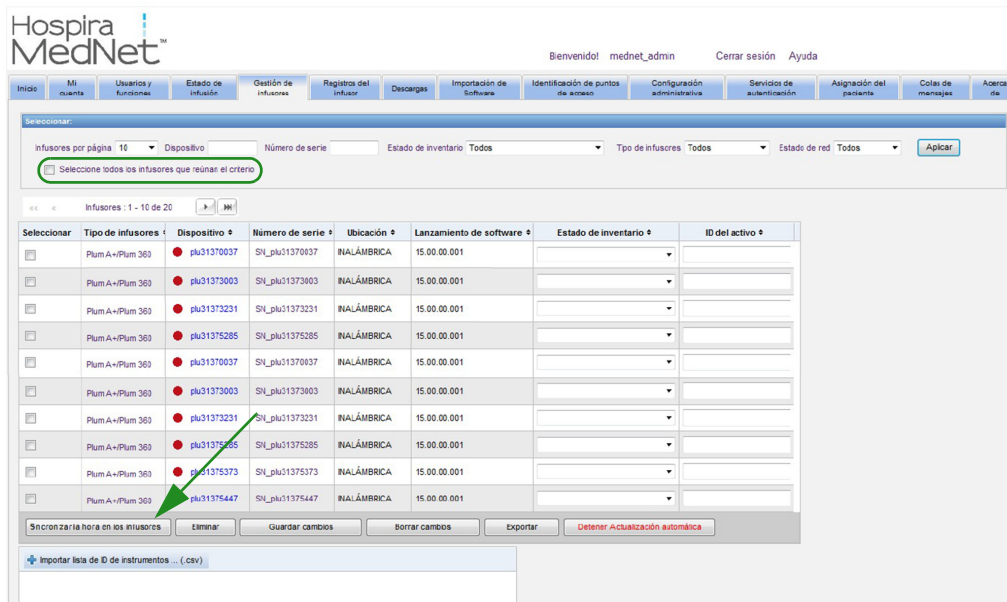 Hospira
MedNet™
Bienvenido! mednet_admin Cerrar sesión Ayuda
Inicio Mi cuenta Usuarios y funciones Estado de infusión Gestión de infusores Registros del infusor Descargas Importación de Software Identificación de puntos de acceso Configuración administrativa Servicios de autenticación Asignación del paciente Colas de mensajes Acerca de
Seleccionar:
Infusores por página 10 Dispositivo Número de serie Estado de inventario Todos Tipo de infusores Todos Estado de red Todos Aplicar
Seleccione todos los infusores que reúnan el criterio
<< < Infusores : 1 - 10 de 20
Seleccionar Tipo de infusores Dispositivo Número de serie Ubicación Lanzamiento de software Estado de inventario ID del activo
Plum A+/Plum 360 plu31370037 SN_plu31370037 INALÁMBRICA 15.00.00.001
Plum A+/Plum 360 plu31373003 SN_plu31373003 INALÁMBRICA 15.00.00.001
Plum A+/Plum 360 plu31373231 SN_plu31373231 INALÁMBRICA 15.00.00.001
Plum A+/Plum 360 plu31375285 SN_plu31375285 INALÁMBRICA 15.00.00.001
Plum A+/Plum 360 plu31370037 SN_plu31370037 INALÁMBRICA 15.00.00.001
Plum A+/Plum 360 plu31373003 SN_plu31373003 INALÁMBRICA 15.00.00.001
Plum A+/Plum 360 plu31373231 SN_plu31373231 INALÁMBRICA 15.00.00.001
Plum A+/Plum 360 plu31375285 SN_plu31375285 INALÁMBRICA 15.00.00.001
Plum A+/Plum 360 plu31375373 SN_plu31375373 INALÁMBRICA 15.00.00.001
Plum A+/Plum 360 plu31375447 SN_plu31375447 INALÁMBRICA 15.00.00.001
Sincronizar la hora en los infusores Eliminar Guardar cambios Borrar cambios Exportar Detener Actualización automática
Importar lista de ID de instrumentos ... (.csv)